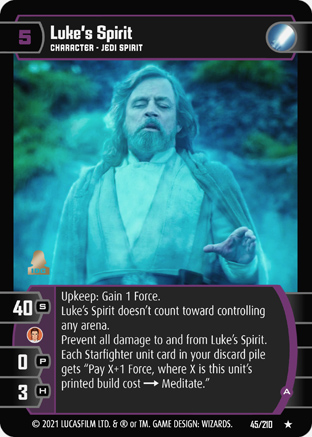 5
Luke's Spirit
CHARACTER - JEDI SPIRIT
40 S
Upkeep: Gain 1 Force.
Luke's Spirit doesn't count toward controlling
any arena.
Prevent all damage to and from Luke's Spirit.
0 P
Each Starfighter unit card in your discard pile
gets "Pay X+1 Force, where X is this unit's
3 H
printed build cost → Meditate."
A
© 2021 LUCASFILM LTD. & ® or TM. GAME DESIGN: WIZARDS. 45/210 ★